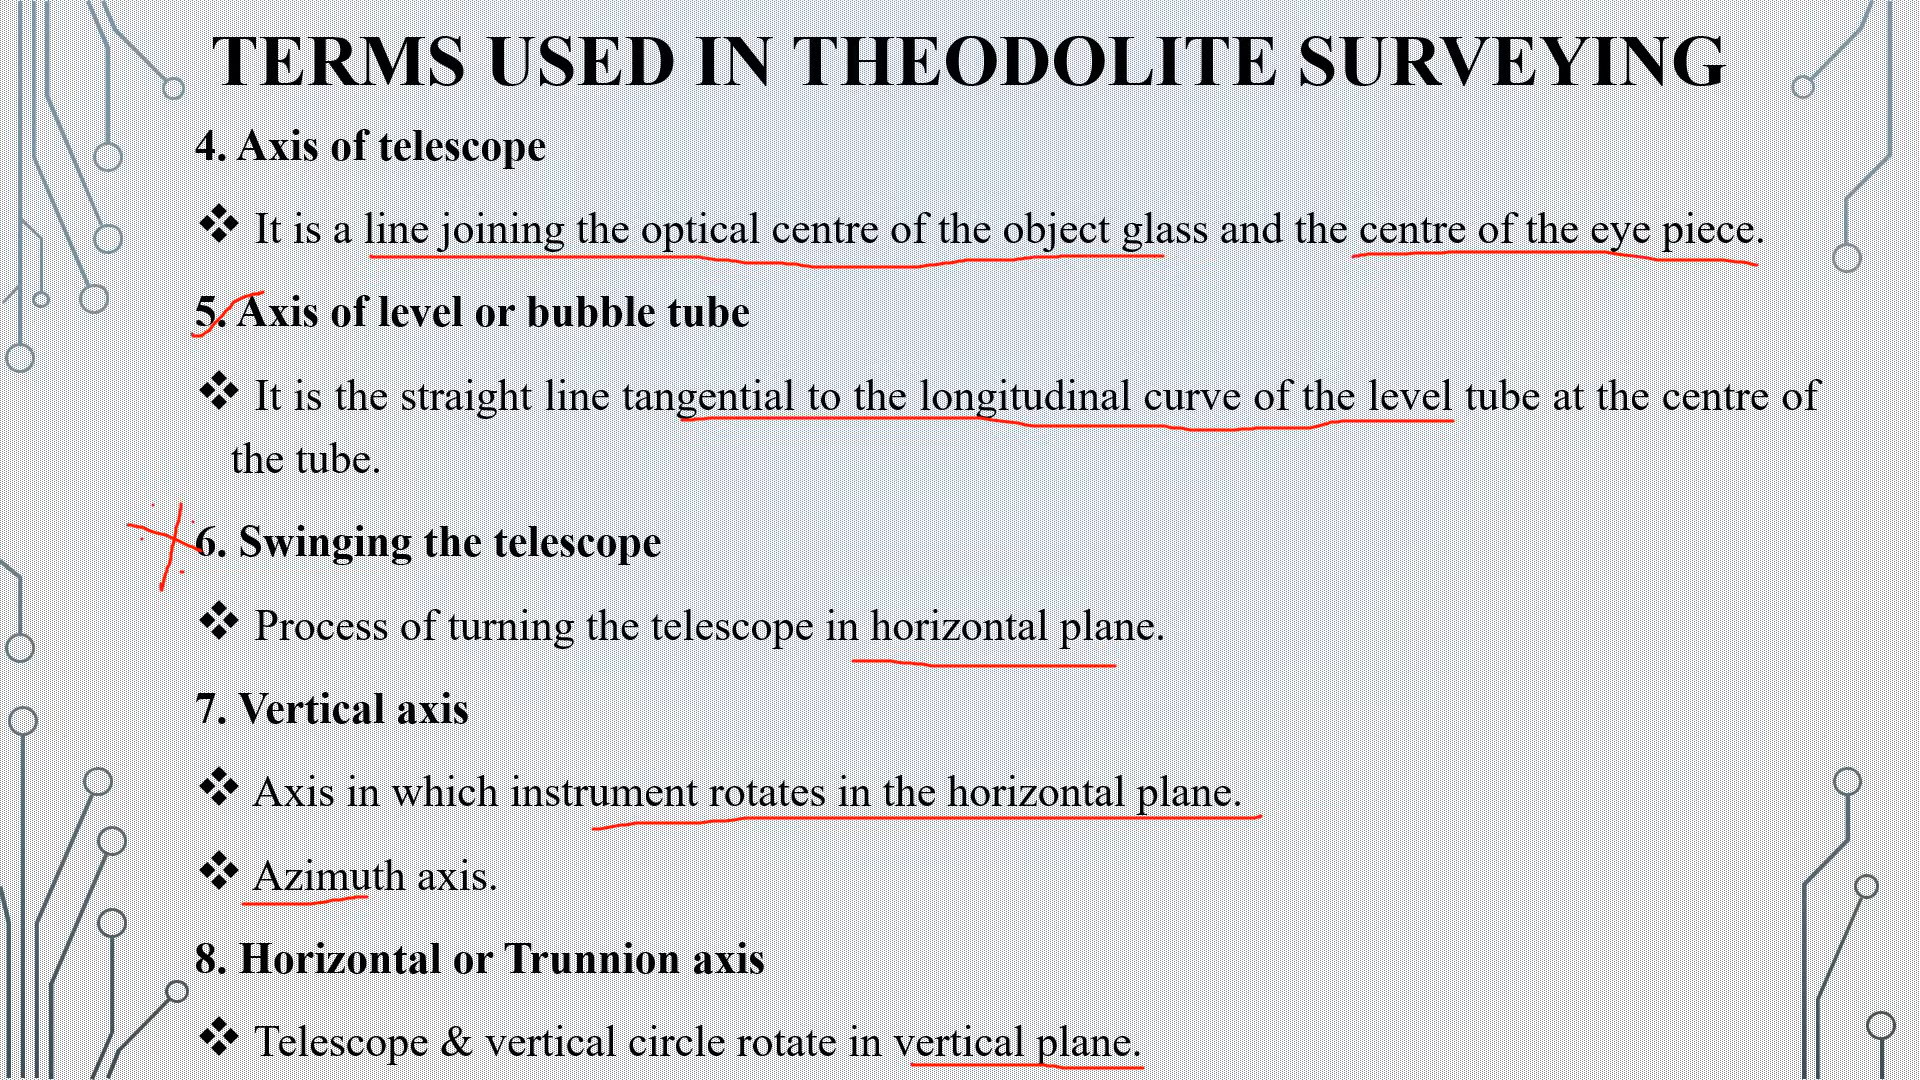 TERMS USED IN THEODOLITE SURVEYING
4. Axis of telescope
❖ It is a line joining the optical centre of the object glass and the centre of the eye piece.
5. Axis of level or bubble tube
❖ It is the straight line tangential to the longitudinal curve of the level tube at the centre of
the tube.
6. Swinging the telescope
❖ Process of turning the telescope in horizontal plane.
7. Vertical axis
❖ Axis in which instrument rotates in the horizontal plane.
❖ Azimuth axis.
8. Horizontal or Trunnion axis
❖ Telescope & vertical circle rotate in vertical plane.